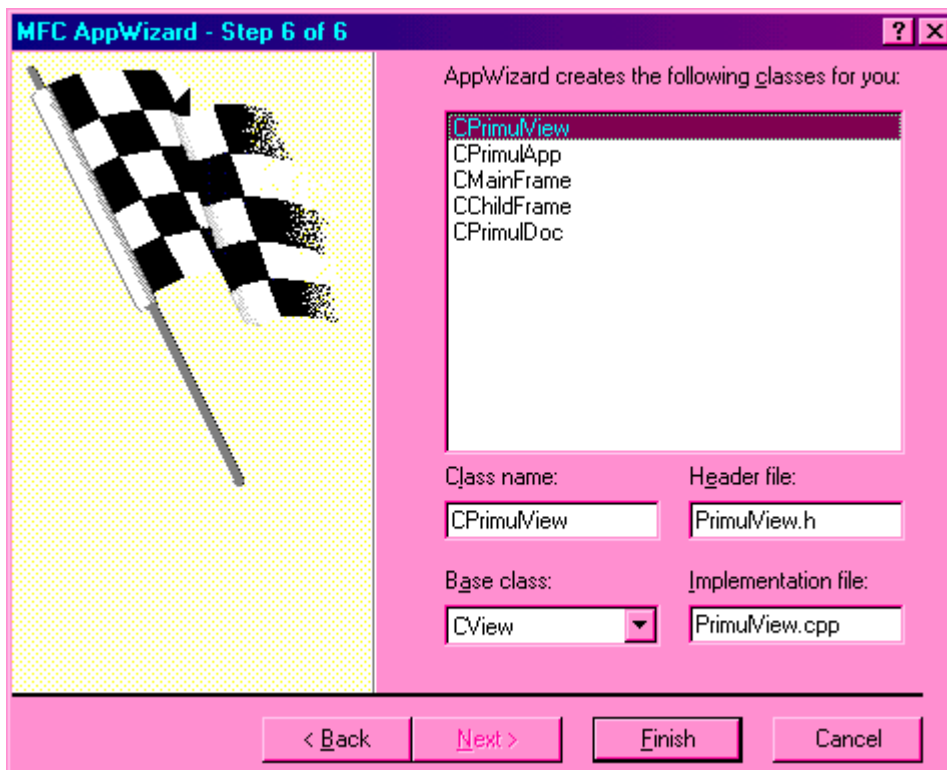 MFC AppWizard - Step 6 of 6
AppWizard creates the following classes for you:
CPrimulView
CPrimulApp
CMainFrame
CChildFrame
CPrimulDoc
Class name:
Header file:
CPrimulView
PrimulView.h
Base class:
Implementation file:
CView
PrimulView.cpp
< Back
Next >
Finish
Cancel